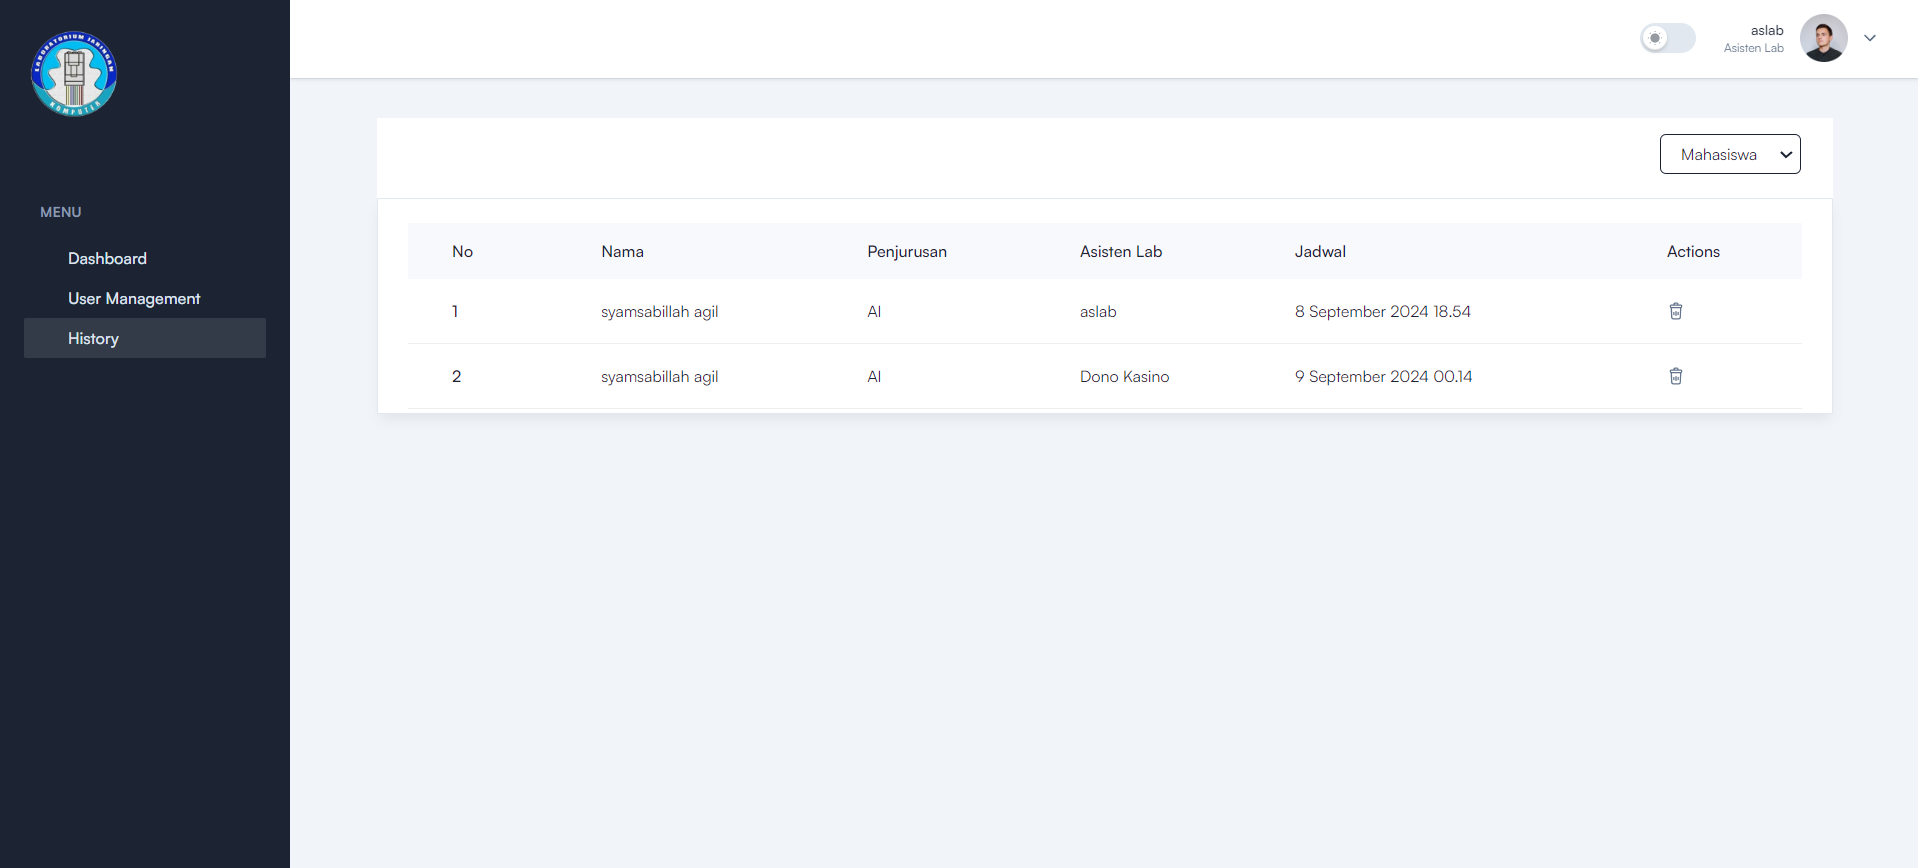 LABORATORIUM JARINGAN
KOMPUTER
aslab
Asisten Lab
MENU
Dashboard
User Management
History
Mahasiswa
No Nama Penjurusan Asisten Lab Jadwal Actions
1 syamsabillah agil AI aslab 8 September 2024 18.54
2 syamsabillah agil AI Dono Kasino 9 September 2024 00.14